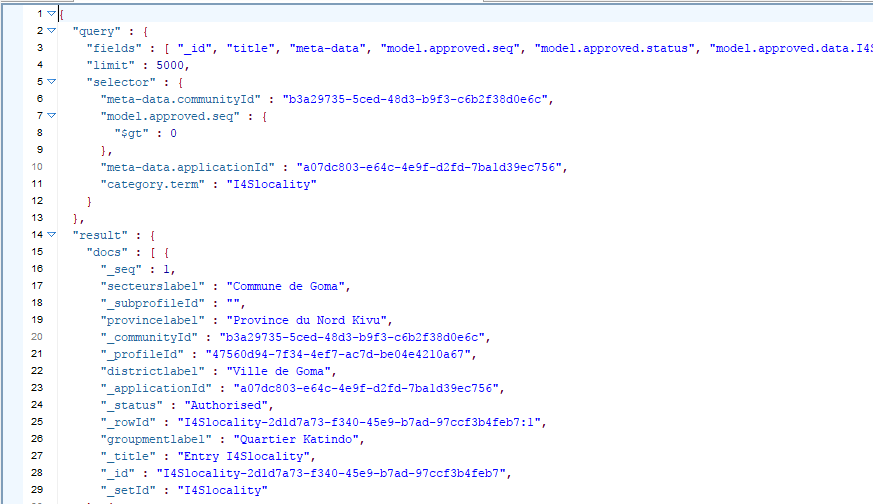 1 {
2 "query" : {
3 "fields" : [ "_id", "title", "meta-data", "model.approved.seq", "model.approved.status", "model.approved.data.I4S
4 "limit" : 5000,
5 "selector" : {
6 "meta-data.communityId" : "b3a29735-5ced-48d3-b9f3-c6b2f38d0e6c",
7 "model.approved.seq" : {
8 "$gt" : 0
9 },
10 "meta-data.applicationId" : "a07dc803-e64c-4e9f-d2fd-7ba1d39ec756",
11 "category.term" : "I4Slocality"
12 }
13 },
14 "result" : {
15 "docs" : [ {
16 "_seq" : 1,
17 "secteurslabel" : "Commune de Goma",
18 "_subprofileId" : "",
19 "provincelabel" : "Province du Nord Kivu",
20 "_communityId" : "b3a29735-5ced-48d3-b9f3-c6b2f38d0e6c",
21 "_profileId" : "47560d94-7f34-4ef7-ac7d-be04e4210a67",
22 "districtlabel" : "Ville de Goma",
23 "_applicationId" : "a07dc803-e64c-4e9f-d2fd-7ba1d39ec756",
24 "_status" : "Authorised",
25 "_rowId" : "I4Slocality-2d1d7a73-f340-45e9-b7ad-97ccf3b4feb7:1",
26 "groupmentlabel" : "Quartier Katindo",
27 "_title" : "Entry I4Slocality",
28 "_id" : "I4Slocality-2d1d7a73-f340-45e9-b7ad-97ccf3b4feb7",
29 "_setId" : "I4Slocality"